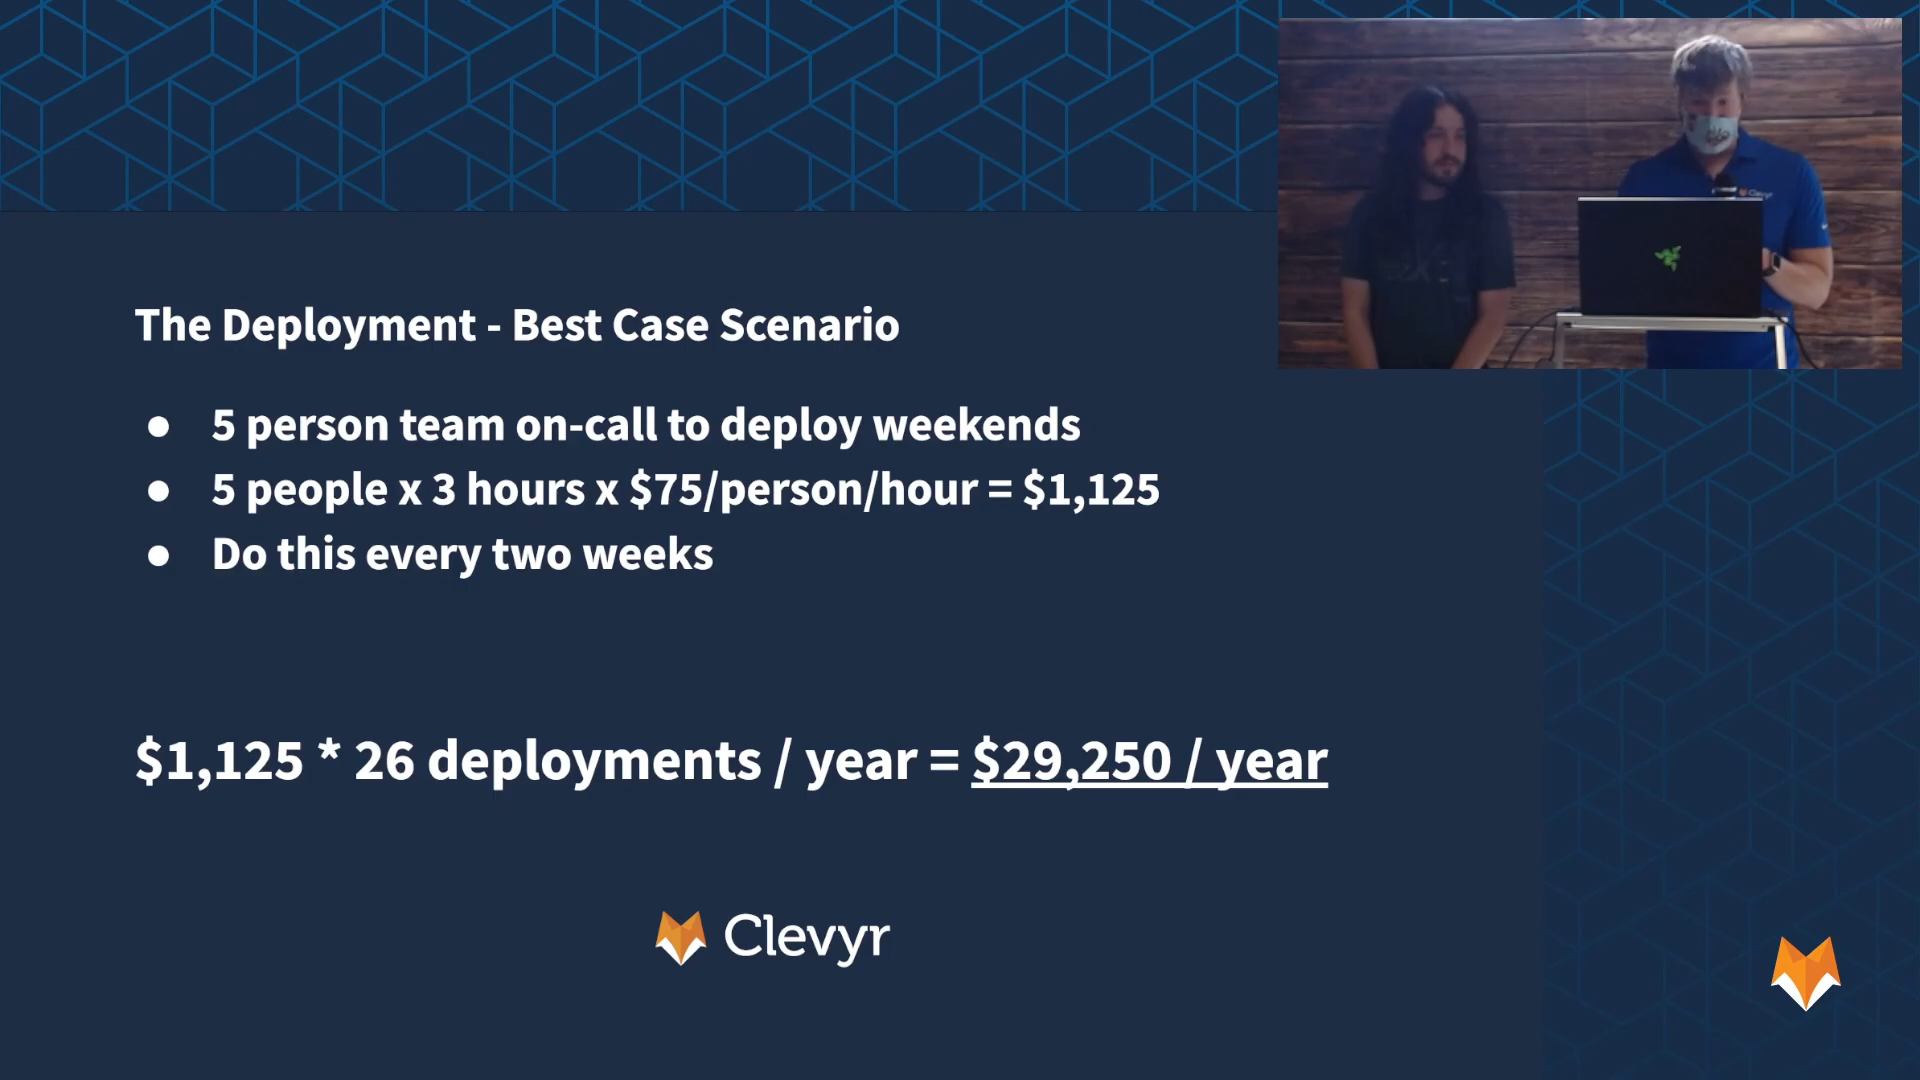 The Deployment - Best Case Scenario
● 5 person team on-call to deploy weekends
● 5 people x 3 hours x $75/person/hour = $1,125
● Do this every two weeks
$1,125 * 26 deployments / year = $29,250 / year
Clevyr
Clevyr